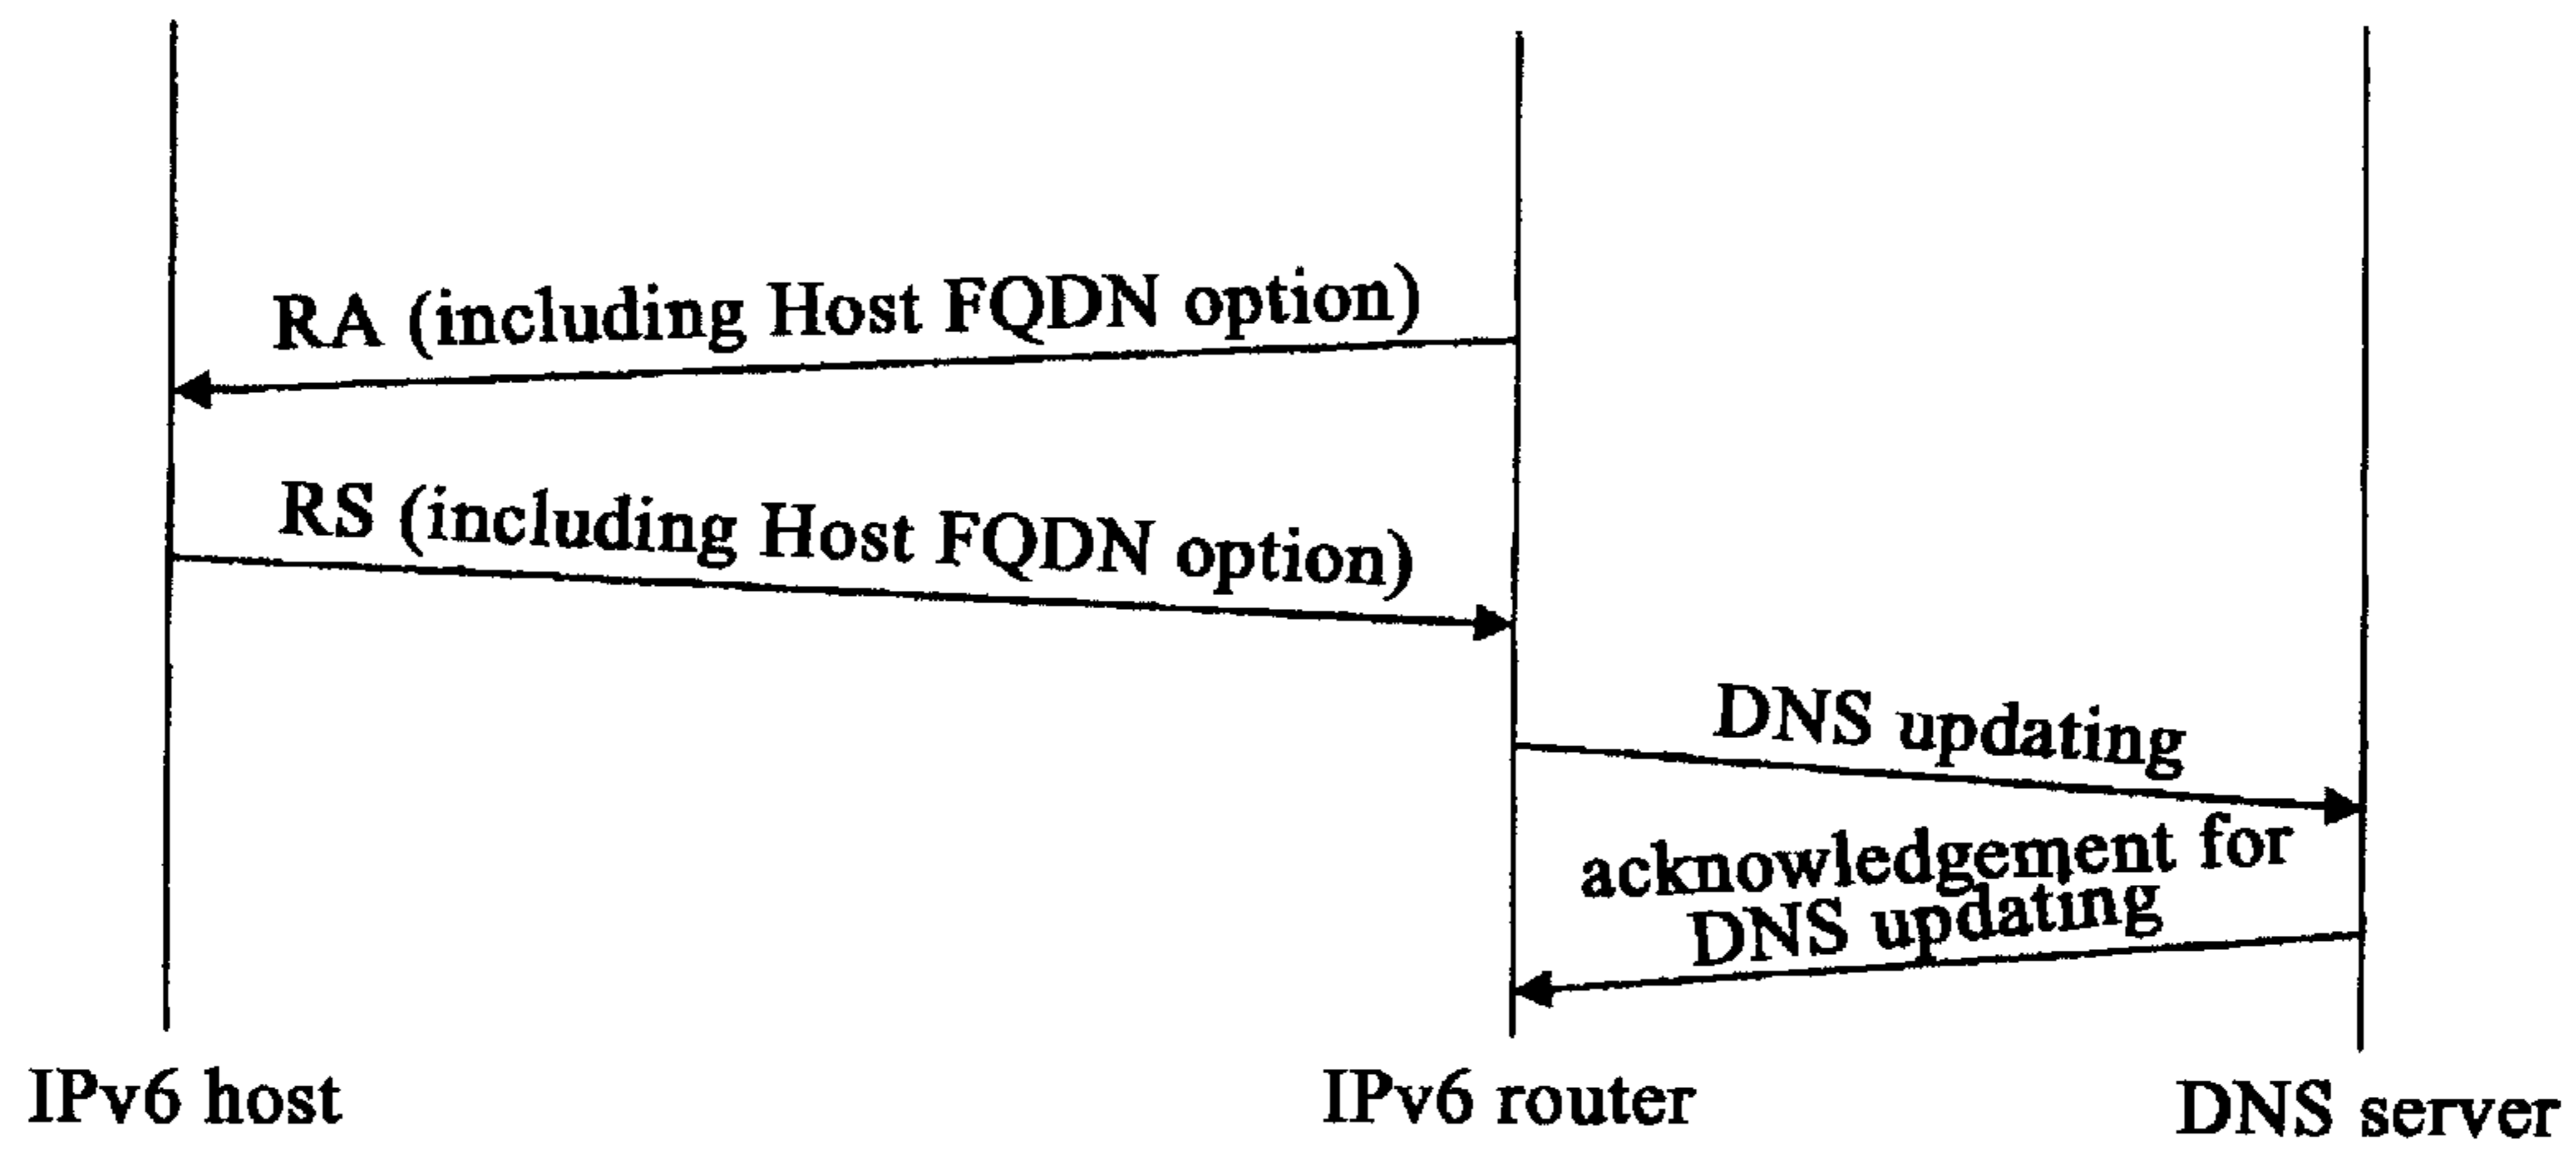 RA (including Host FQDN option)
RS (including Host FQDN option)
DNS updating
acknowledgement for
DNS updating
IPv6 host
IPv6 router
DNS server